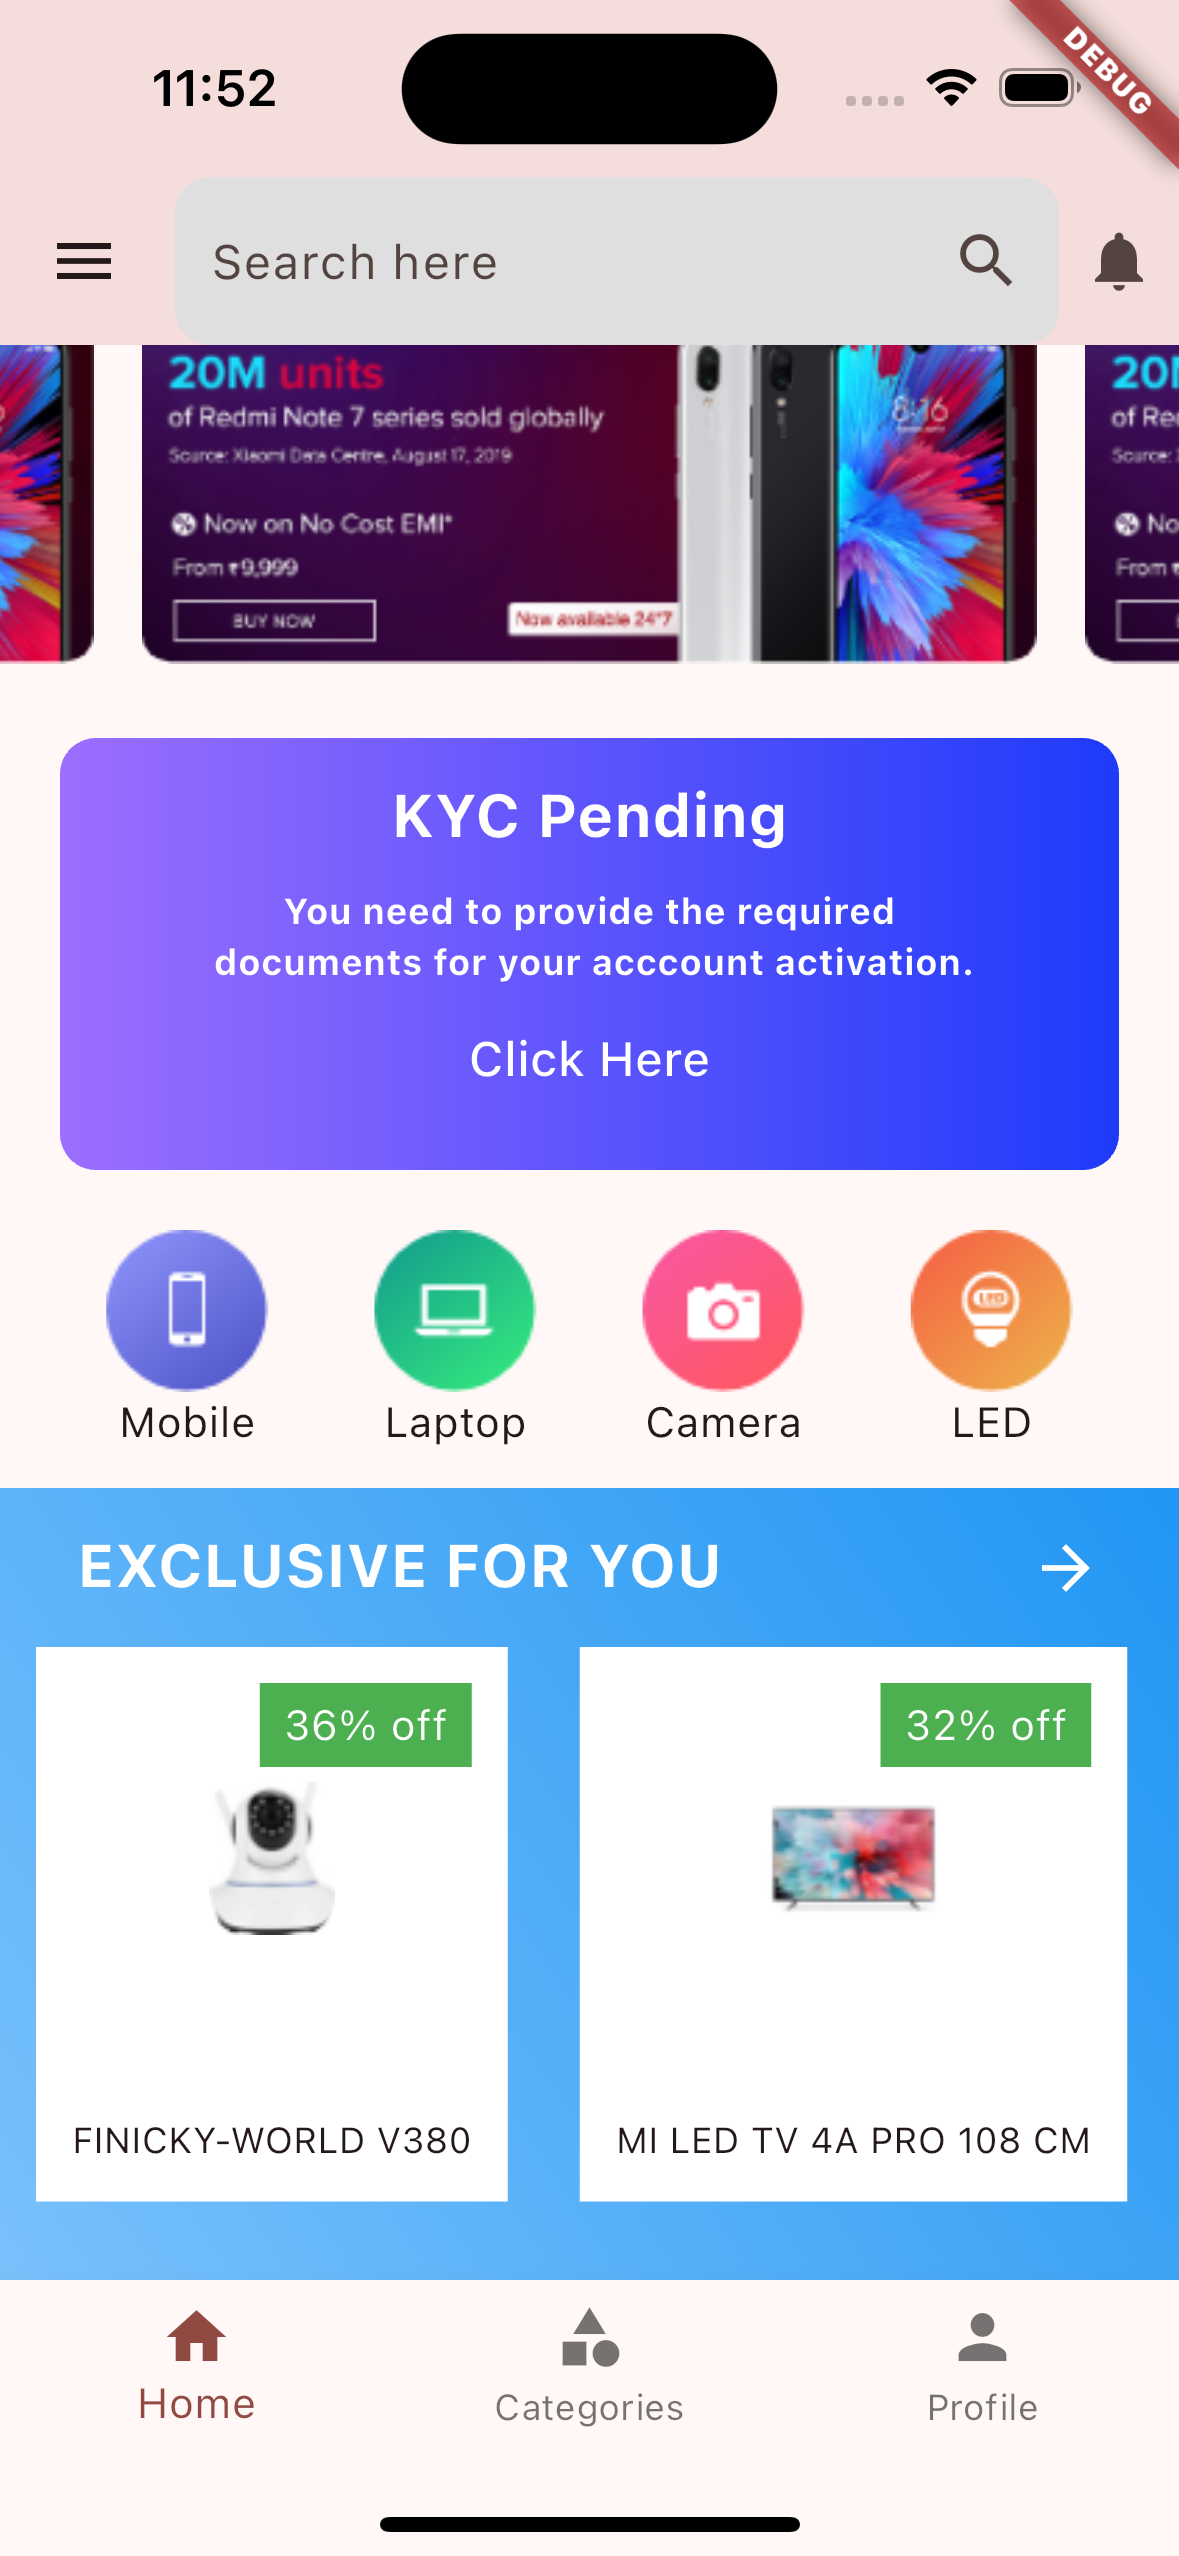 11:52
DEBUG
Search here
20M units
of Redmi Note 7 series sold globally
Source: Xiaomi Data Centre, August 17, 2019
Now on No Cost EMI*
From ₹9,999
BUY NOW
Now available 24*7
8:16
20
of Re
Source:
No
From
KYC Pending
You need to provide the required
documents for your acccount activation.
Click Here
LED
Mobile
Laptop
Camera
LED
EXCLUSIVE FOR YOU
36% off
32% off
FINICKY-WORLD V380
MI LED TV 4A PRO 108 CM
Home
Categories
Profile